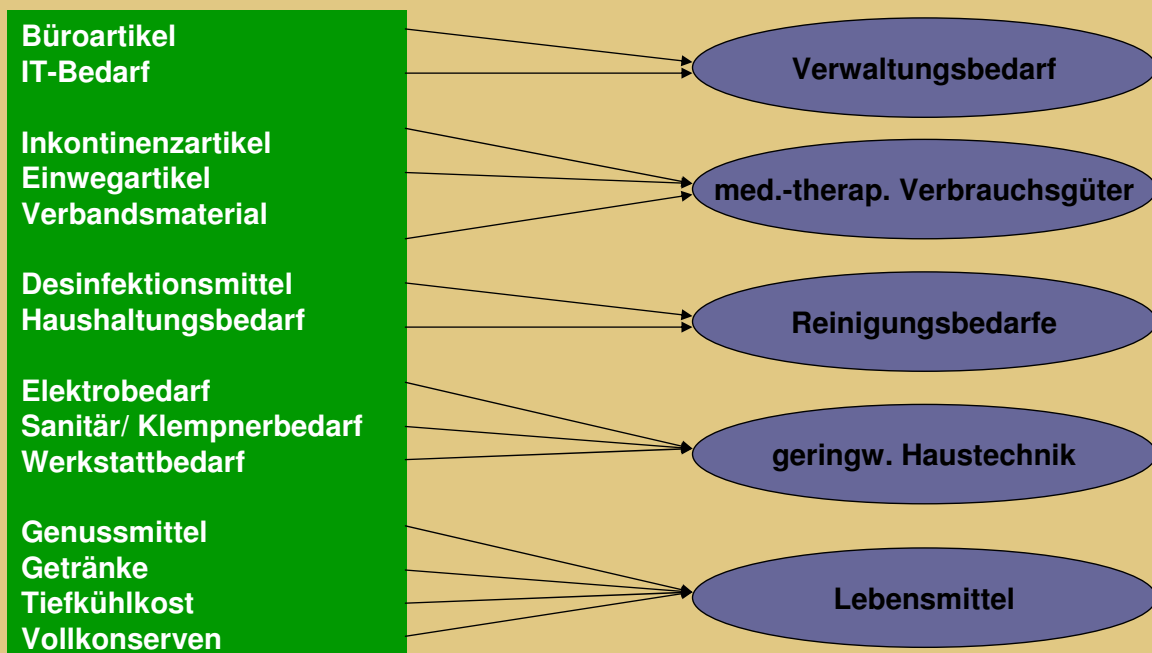 Büroartikel
IT-Bedarf
Verwaltungsbedarf
Inkontinenzartikel
Einwegartikel
Verbandsmaterial
med.-therap. Verbrauchsgüter
Desinfektionsmittel
Haushaltungsbedarf
Reinigungsbedarfe
Elektrobedarf
Sanitär/ Klempnerbedarf
Werkstattbedarf
geringw. Haustechnik
Genussmittel
Getränke
Tiefkühlkost
Vollkonserven
Lebensmittel